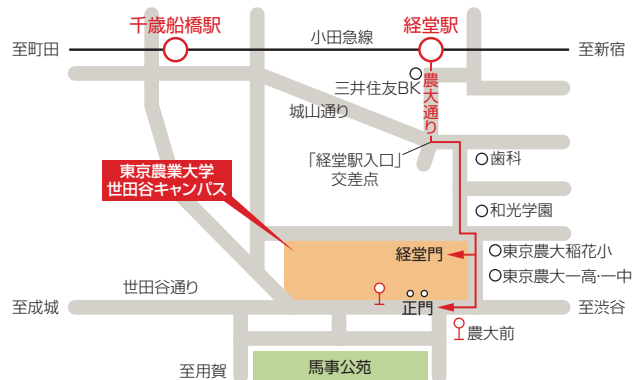 千歳船橋駅
経堂駅
小田急線
至町田
至新宿
三井住友BK
農大通り
城山通り
「経堂駅入口」
交差点
歯科
東京農業大学
世田谷キャンパス
和光学園
経堂門
東京農大稲花小
東京農大一高・一中
世田谷通り
至成城
正門
至渋谷
農大前
至用賀
馬事公苑